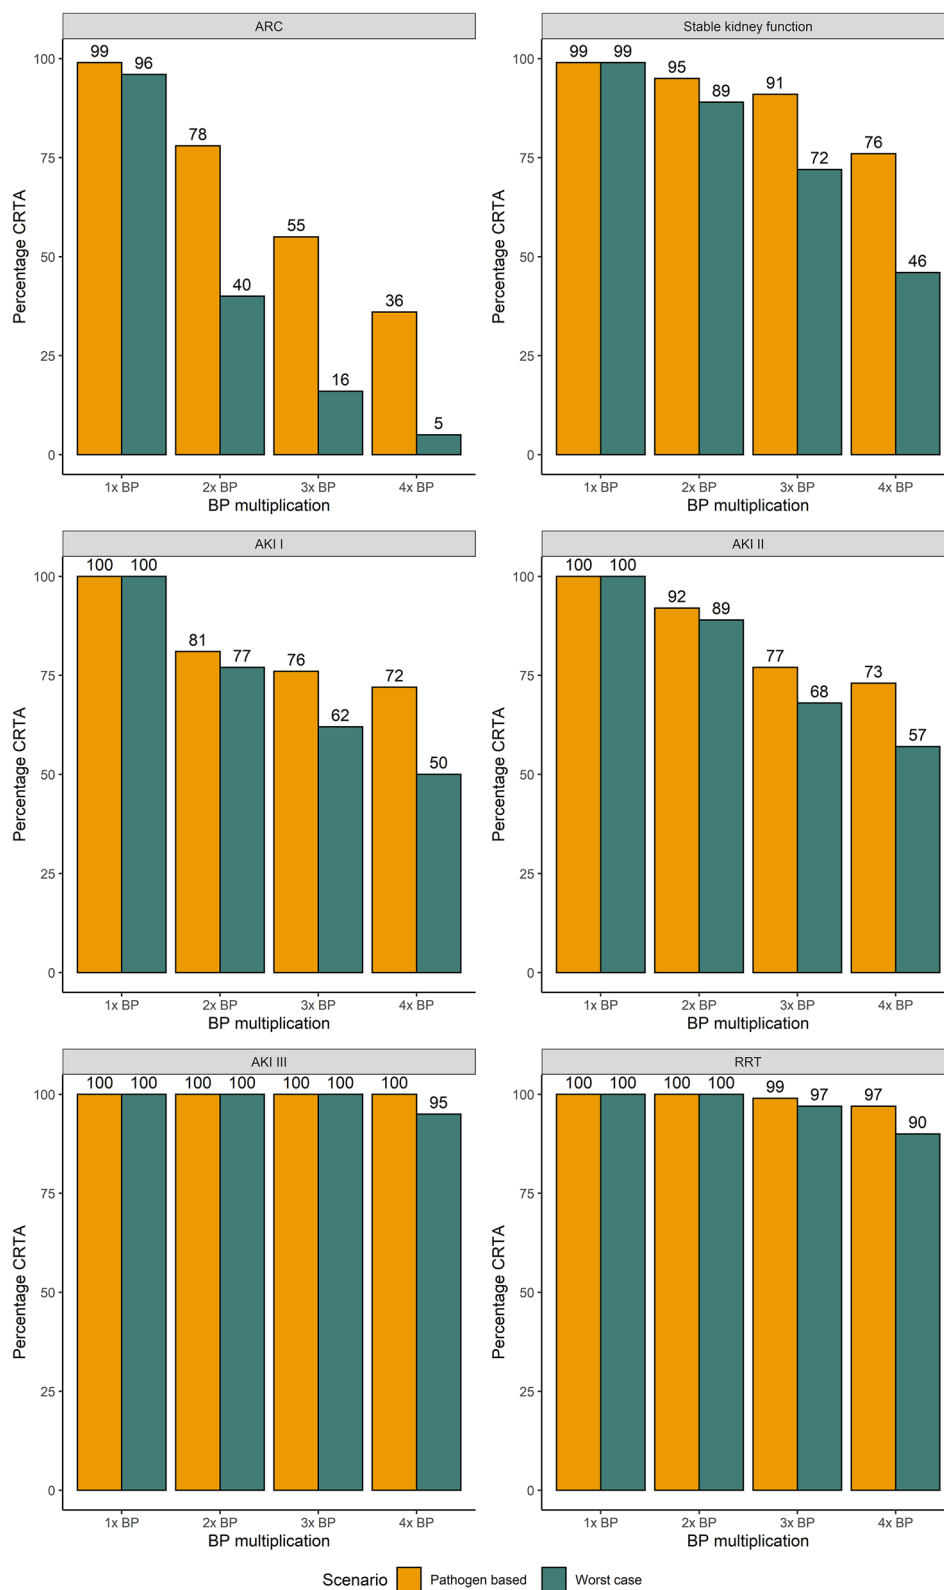 ARC
Percentage CRTA
100
75
50
25
0
99
96
78
40
55
16
36
5
1x BP
2x BP
3x BP
4x BP
BP multiplication
Stable kidney function
Percentage CRTA
100
75
50
25
0
99
99
95
89
91
72
76
46
1x BP
2x BP
3x BP
4x BP
BP multiplication
AKI I
Percentage CRTA
100
75
50
25
0
100
100
81
77
76
62
72
50
1x BP
2x BP
3x BP
4x BP
BP multiplication
AKI II
Percentage CRTA
100
75
50
25
0
100
100
92
89
77
68
73
57
1x BP
2x BP
3x BP
4x BP
BP multiplication
AKI III
Percentage CRTA
100
75
50
25
0
100
100
100
100
100
100
100
95
1x BP
2x BP
3x BP
4x BP
BP multiplication
RRT
Percentage CRTA
100
75
50
25
0
100
100
100
100
99
97
97
90
1x BP
2x BP
3x BP
4x BP
BP multiplication
Scenario Pathogen based Worst case